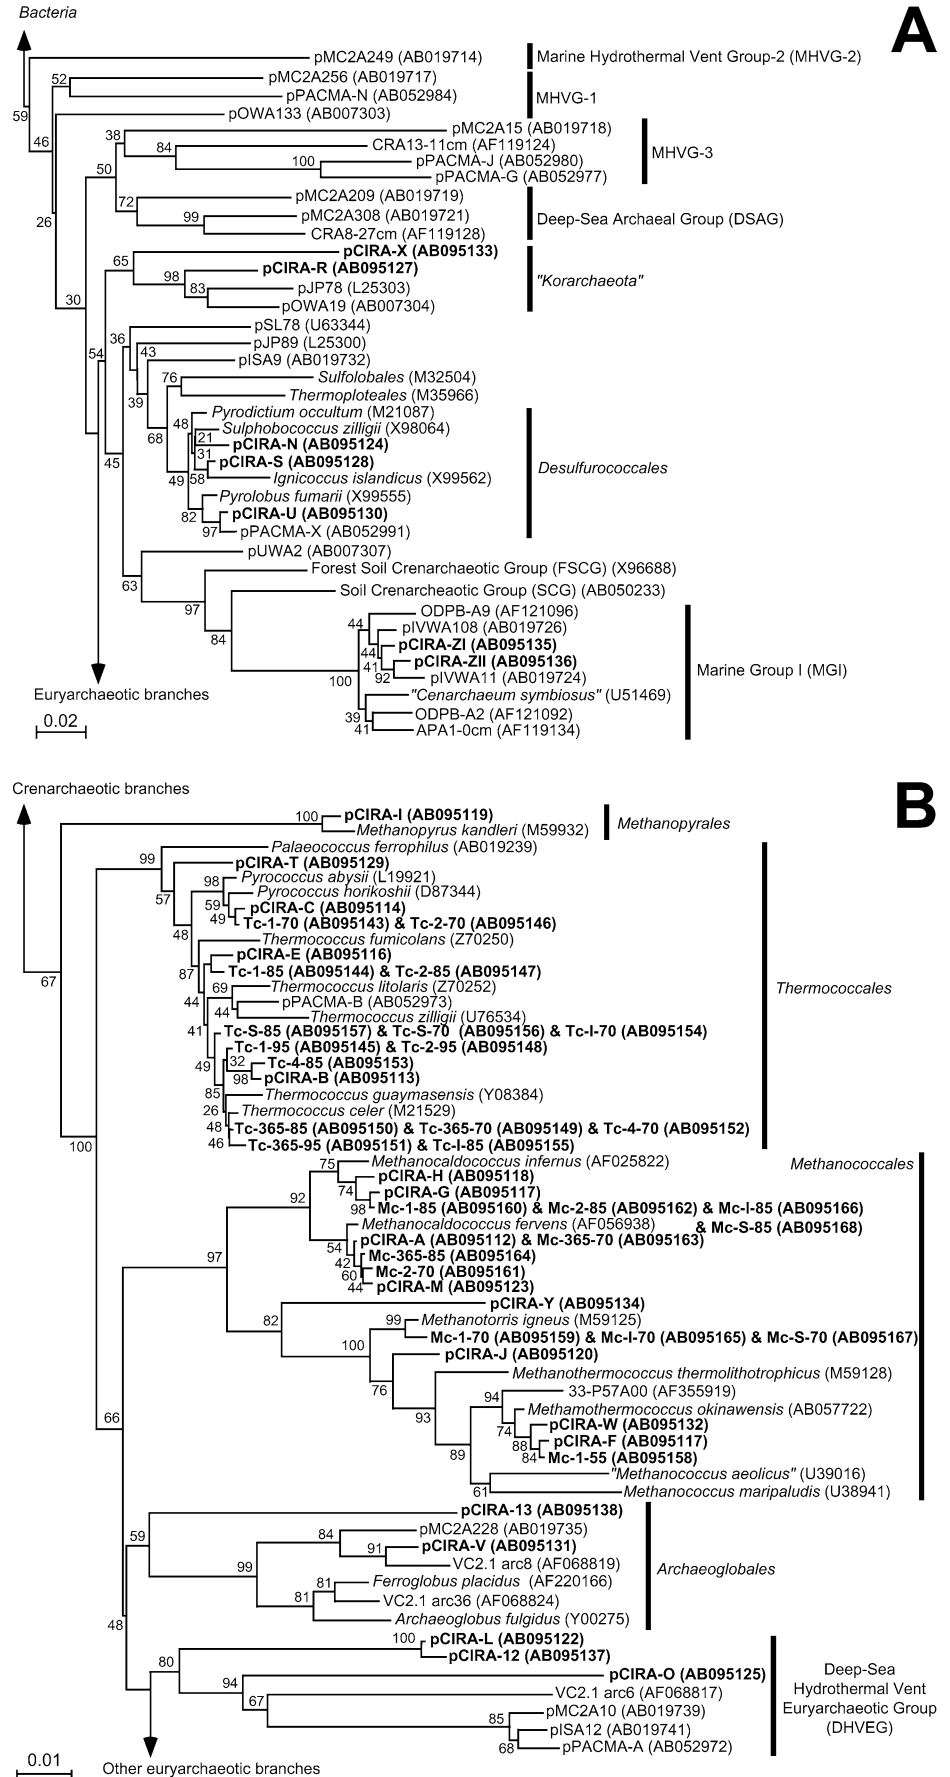 Bacteria
A
pMC2A249 (AB019714)
Marine Hydrothermal Vent Group-2 (MHVG-2)
52
pMC2A256 (AB019717)
pPACMA-N (AB052984)
MHVG-1
59
pOWA133 (AB007303)
46
38
pMC2A15 (AB019718)
84
CRA13-11cm (AF119124)
MHVG-3
100
pPACMA-J (AB052980)
50
pPACMA-G (AB052977)
72
pMC2A209 (AB019719)
26
99
pMC2A308 (AB019721)
Deep-Sea Archaeal Group (DSAG)
CRA8-27cm (AF119128)
65
pCIRA-X (AB095133)
98
pCIRA-R (AB095127)
"Korarchaeota"
83
pJP78 (L25303)
30
pOWA19 (AB007304)
36
pSL78 (U63344)
54
43
pJP89 (L25300)
pISA9 (AB019732)
76
Sulfolobales (M32504)
39
Thermoploteales (M35966)
48
Pyrodictium occultum (M21087)
68
Sulphobococcus zilligii (X98064)
21
pCIRA-N (AB095124)
45
31
pCIRA-S (AB095128)
Desulfurococcales
49
58
Ignicoccus islandicus (X99562)
Pyrolobus fumarii (X99555)
82
pCIRA-U (AB095130)
97
pPACMA-X (AB052991)
pUWA2 (AB007307)
63
Forest Soil Crenarchaeotic Group (FSCG) (X96688)
97
Soil Crenarcheaotic Group (SCG) (AB050233)
84
ODPB-A9 (AF121096)
44
pIVWA108 (AB019726)
44
pCIRA-ZI (AB095135)
41
pCIRA-ZII (AB095136)
Marine Group I (MGI)
100
92
pIVWA11 (AB019724)
Euryarchaeotic branches
"Cenarchaeum symbiosus" (U51469)
39
ODPB-A2 (AF121092)
0.02
41
APA1-0cm (AF119134)
Crenarchaeotic branches
B
100
pCIRA-I (AB095119)
Methanopyrales
Methanopyrus kandleri (M59932)
Palaeococcus ferrophilus (AB019239)
99
pCIRA-T (AB095129)
98
Pyrococcus abysii (L19921)
57
Pyrococcus horikoshii (D87344)
59
pCIRA-C (AB095114)
49
Tc-1-70 (AB095143) & Tc-2-70 (AB095146)
48
Thermococcus fumicolans (Z70250)
pCIRA-E (AB095116)
87
Tc-1-85 (AB095144) & Tc-2-85 (AB095147)
67
69
Thermococcus litolaris (Z70252)
Thermococcales
44
pPACMA-B (AB052973)
44
Thermococcus zilligii (U76534)
41
Tc-S-85 (AB095157) & Tc-S-70 (AB095156) & Tc-I-70 (AB095154)
Tc-1-95 (AB095145) & Tc-2-95 (AB095148)
49
32
Tc-4-85 (AB095153)
98
pCIRA-B (AB095113)
85
Thermococcus guaymasensis (Y08384)
26
Thermococcus celer (M21529)
48
Tc-365-85 (AB095150) & Tc-365-70 (AB095149) & Tc-4-70 (AB095152)
100
46
Tc-365-95 (AB095151) & Tc-I-85 (AB095155)
75
Methanocaldococcus infernus (AF025822)
Methanococcales
pCIRA-H (AB095118)
74
pCIRA-G (AB095117)
92
98
Mc-1-85 (AB095160) & Mc-2-85 (AB095162) & Mc-I-85 (AB095166)
Methanocaldococcus fervens (AF056938)
& Mc-S-85 (AB095168)
54
pCIRA-A (AB095112) & Mc-365-70 (AB095163)
97
42
Mc-365-85 (AB095164)
60
Mc-2-70 (AB095161)
44
pCIRA-M (AB095123)
pCIRA-Y (AB095134)
82
99
Methanotorris igneus (M59125)
Mc-1-70 (AB095159) & Mc-I-70 (AB095165) & Mc-S-70 (AB095167)
100
pCIRA-J (AB095120)
76
Methanothermococcus thermolithotrophicus (M59128)
94
33-P57A00 (AF355919)
93
Methamothermococcus okinawensis (AB057722)
66
74
pCIRA-W (AB095132)
88
pCIRA-F (AB095117)
89
84
Mc-1-55 (AB095158)
"Methanococcus aeolicus" (U39016)
61
Methanococcus maripaludis (U38941)
pCIRA-13 (AB095138)
59
84
pMC2A228 (AB019735)
91
pCIRA-V (AB095131)
99
VC2.1 arc8 (AF068819)
Archaeoglobales
81
Ferroglobus placidus (AF220166)
81
VC2.1 arc36 (AF068824)
Archaeoglobus fulgidus (Y00275)
48
100
pCIRA-L (AB095122)
pCIRA-12 (AB095137)
80
Deep-Sea
Hydrothermal Vent
Euryarchaeotic Group
(DHVEG)
94
pCIRA-O (AB095125)
67
VC2.1 arc6 (AF068817)
85
pMC2A10 (AB019739)
pISA12 (AB019741)
68
pPACMA-A (AB052972)
0.01
Other euryarchaeotic branches